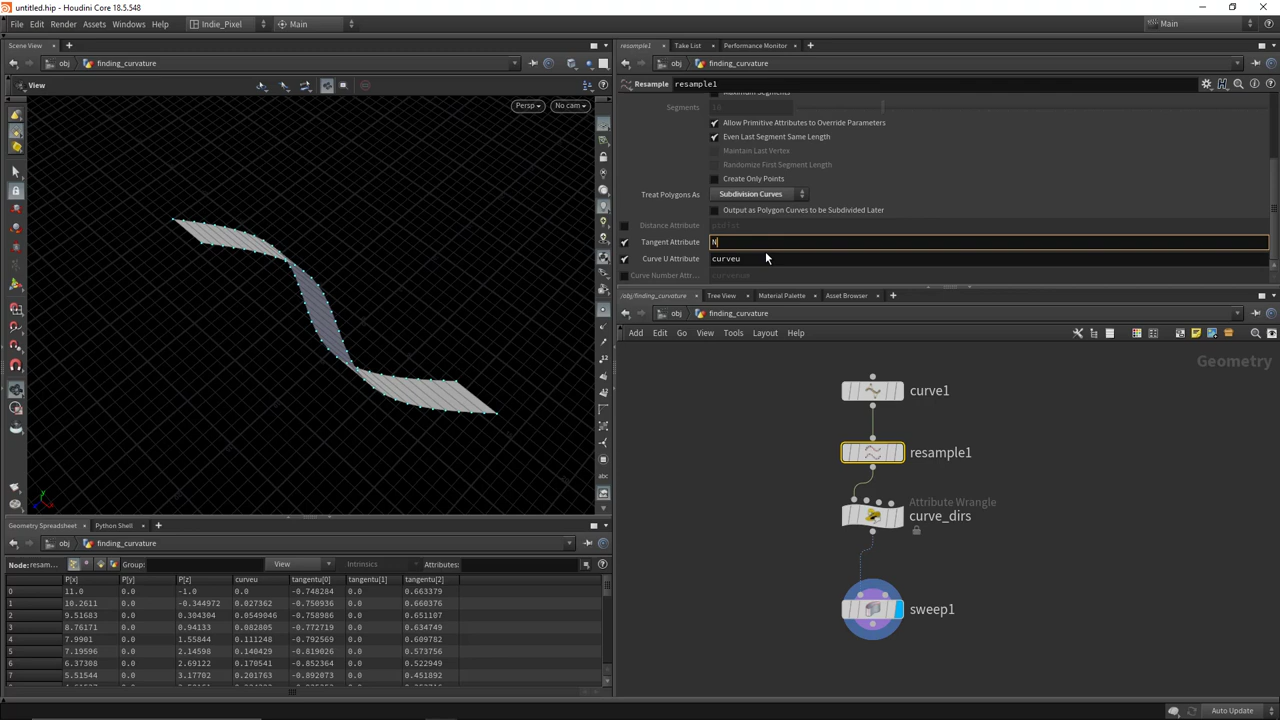 untitled.hip - Houdini Core 18.5.548
File Edit Render Assets Windows Help Indie_Pixel Main Main
Scene View
obj finding_curvature
View
Persp No cam
Geometry Spreadsheet Python Shell
obj finding_curvature
Node: resam... Group: View Intrinsics Attributes:
P[x] P[y] P[z] curveu tangentu[0] tangentu[1] tangentu[2]
0 11.0 0.0 -1.0 0.0 -0.748284 0.0 0.663379
1 10.2611 0.0 -0.344972 0.027362 -0.750936 0.0 0.660376
2 9.51683 0.0 0.304304 0.0549046 -0.758986 0.0 0.651107
3 8.76171 0.0 0.94133 0.082805 -0.772719 0.0 0.634749
4 7.9901 0.0 1.55844 0.111248 -0.792569 0.0 0.609782
5 7.19596 0.0 2.14598 0.140429 -0.819026 0.0 0.573756
6 6.37308 0.0 2.69122 0.170541 -0.852364 0.0 0.522949
7 5.51544 0.0 3.17702 0.201763 -0.892073 0.0 0.451892
resample1 Take List Performance Monitor
obj finding_curvature
Resample resample1
Maximum Segments
Segments 10
Allow Primitive Attributes to Override Parameters
Even Last Segment Same Length
Maintain Last Vertex
Randomize First Segment Length
Create Only Points
Treat Polygons As Subdivision Curves
Output as Polygon Curves to be Subdivided Later
Distance Attribute ptdist
Tangent Attribute N
Curve U Attribute curveu
Curve Number Attr... curvenum
/obj/finding_curvature Tree View Material Palette Asset Browser
obj finding_curvature
Add Edit Go View Tools Layout Help
Geometry
curve1
resample1
Attribute Wrangle
curve_dirs
sweep1
Auto Update